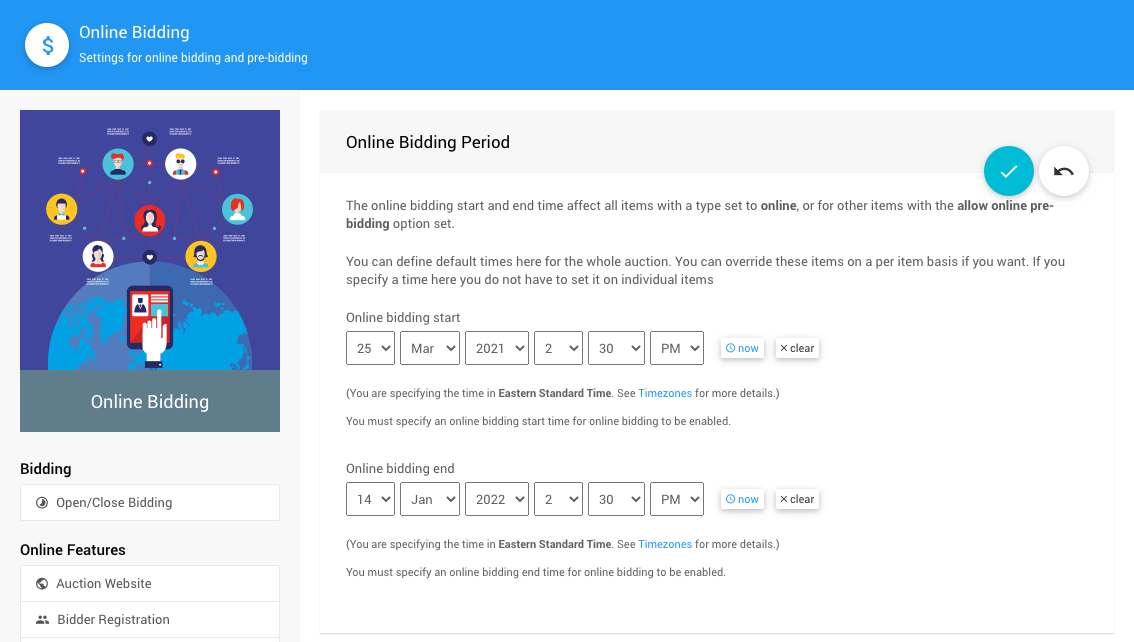 $
Online Bidding
Settings for online bidding and pre-bidding
Online Bidding
Bidding
Open/Close Bidding
Online Features
Auction Website
Bidder Registration
Online Bidding Period
The online bidding start and end time affect all items with a type set to online, or for other items with the allow online pre-
bidding option set.
You can define default times here for the whole auction. You can override these items on a per item basis if you want. If you
specify a time here you do not have to set it on individual items
Online bidding start
25 Mar 2021 2 30 PM now clear
(You are specifying the time in Eastern Standard Time. See Timezones for more details.)
You must specify an online bidding start time for online bidding to be enabled.
Online bidding end
14 Jan 2022 2 30 PM now clear
(You are specifying the time in Eastern Standard Time. See Timezones for more details.)
You must specify an online bidding end time for online bidding to be enabled.